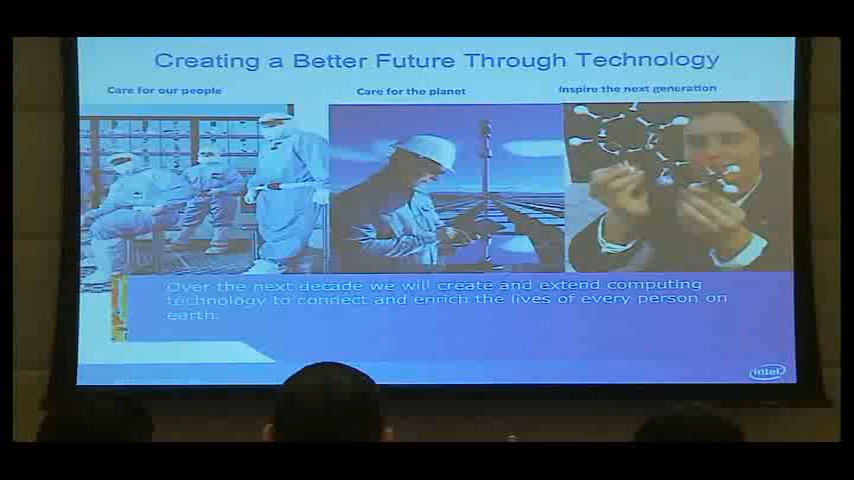 Creating a Better Future Through Technology
Care for our people
Care for the planet
Inspire the next generation
Over the next decade we will create and extend computing
technology to connect and enrich the lives of every person on
earth.
intel